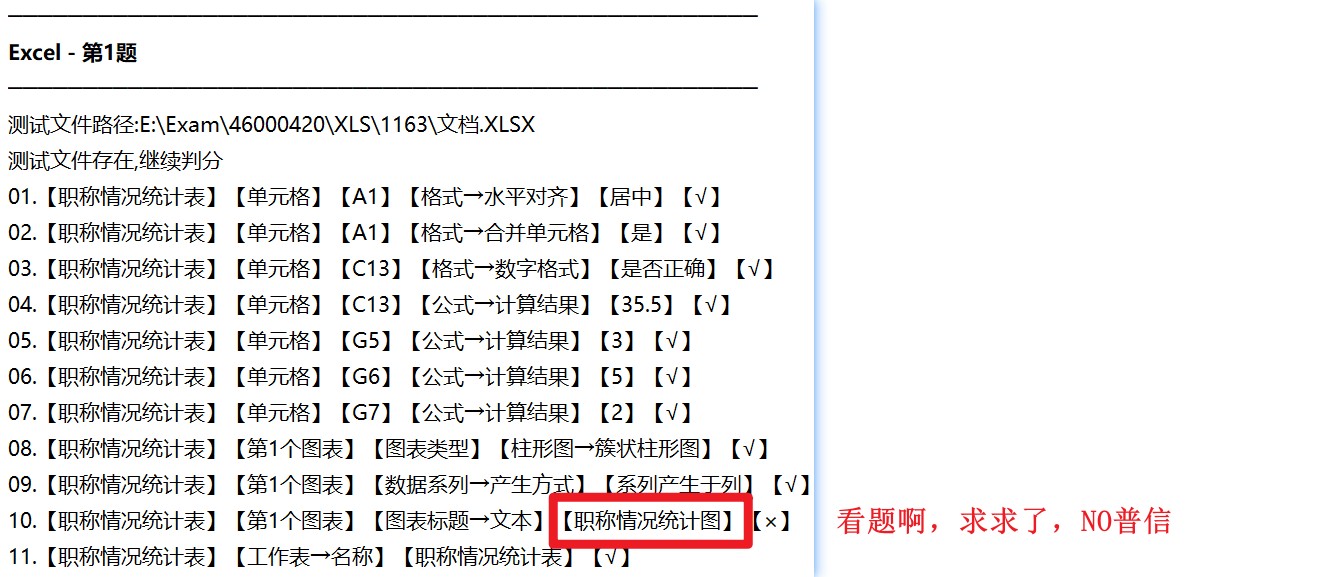 Excel - 第1题
测试文件路径:E:\Exam\46000420\XLS\1163\文档.XLSX
测试文件存在,继续判分
01.【职称情况统计表】【单元格】【A1】【格式→水平对齐】【居中】【√】
02.【职称情况统计表】【单元格】【A1】【格式→合并单元格】【是】【√】
03.【职称情况统计表】【单元格】【C13】【格式→数字格式】【是否正确】【√】
04.【职称情况统计表】【单元格】【C13】【公式→计算结果】【35.5】【√】
05.【职称情况统计表】【单元格】【G5】【公式→计算结果】【3】【√】
06.【职称情况统计表】【单元格】【G6】【公式→计算结果】【5】【√】
07.【职称情况统计表】【单元格】【G7】【公式→计算结果】【2】【√】
08.【职称情况统计表】【第1个图表】【图表类型】【柱形图→簇状柱形图】【√】
09.【职称情况统计表】【第1个图表】【数据系列→产生方式】【系列产生于列】【√】
10.【职称情况统计表】【第1个图表】【图表标题→文本】【职称情况统计图】【×】 看题啊，求求了，NO普信
11.【职称情况统计表】【工作表→名称】【职称情况统计表】【√】